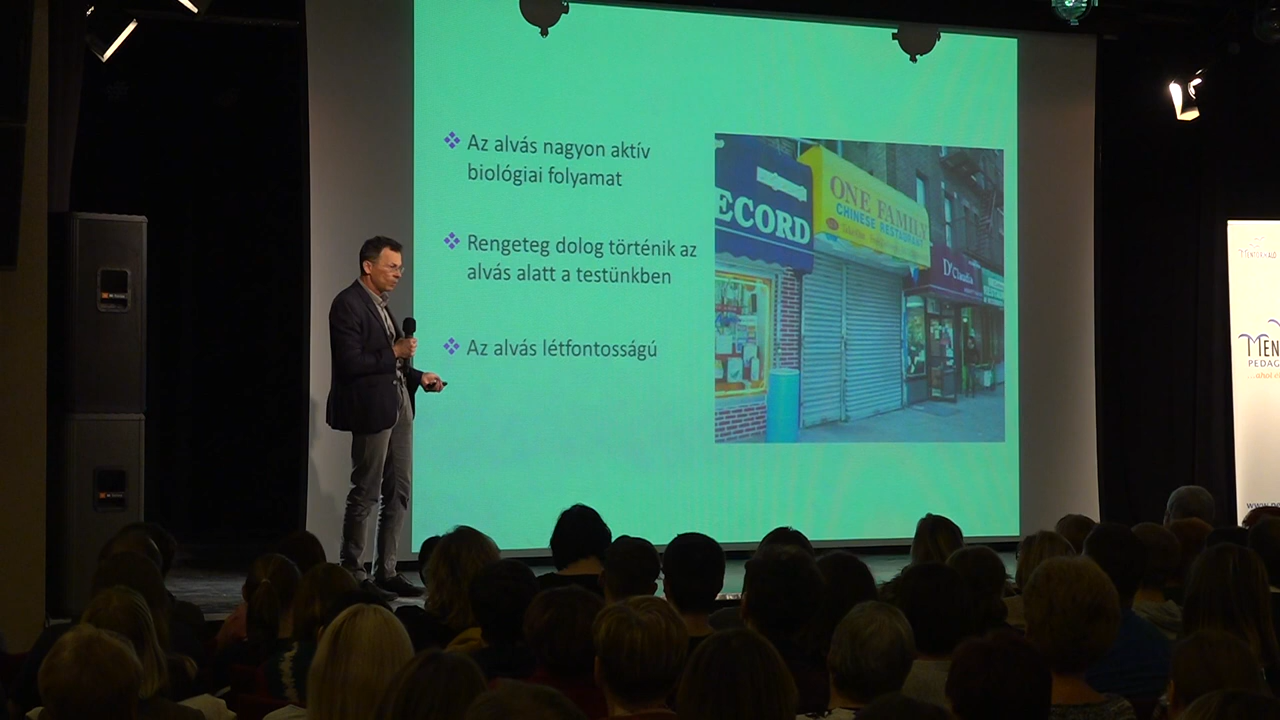 Az alvás nagyon aktív
biológiai folyamat
Rengeteg dolog történik az
alvás alatt a testünkben
Az alvás létfontosságú
ECORD
ONE FAMILY
CHINESE RESTAURANT
PEDAG